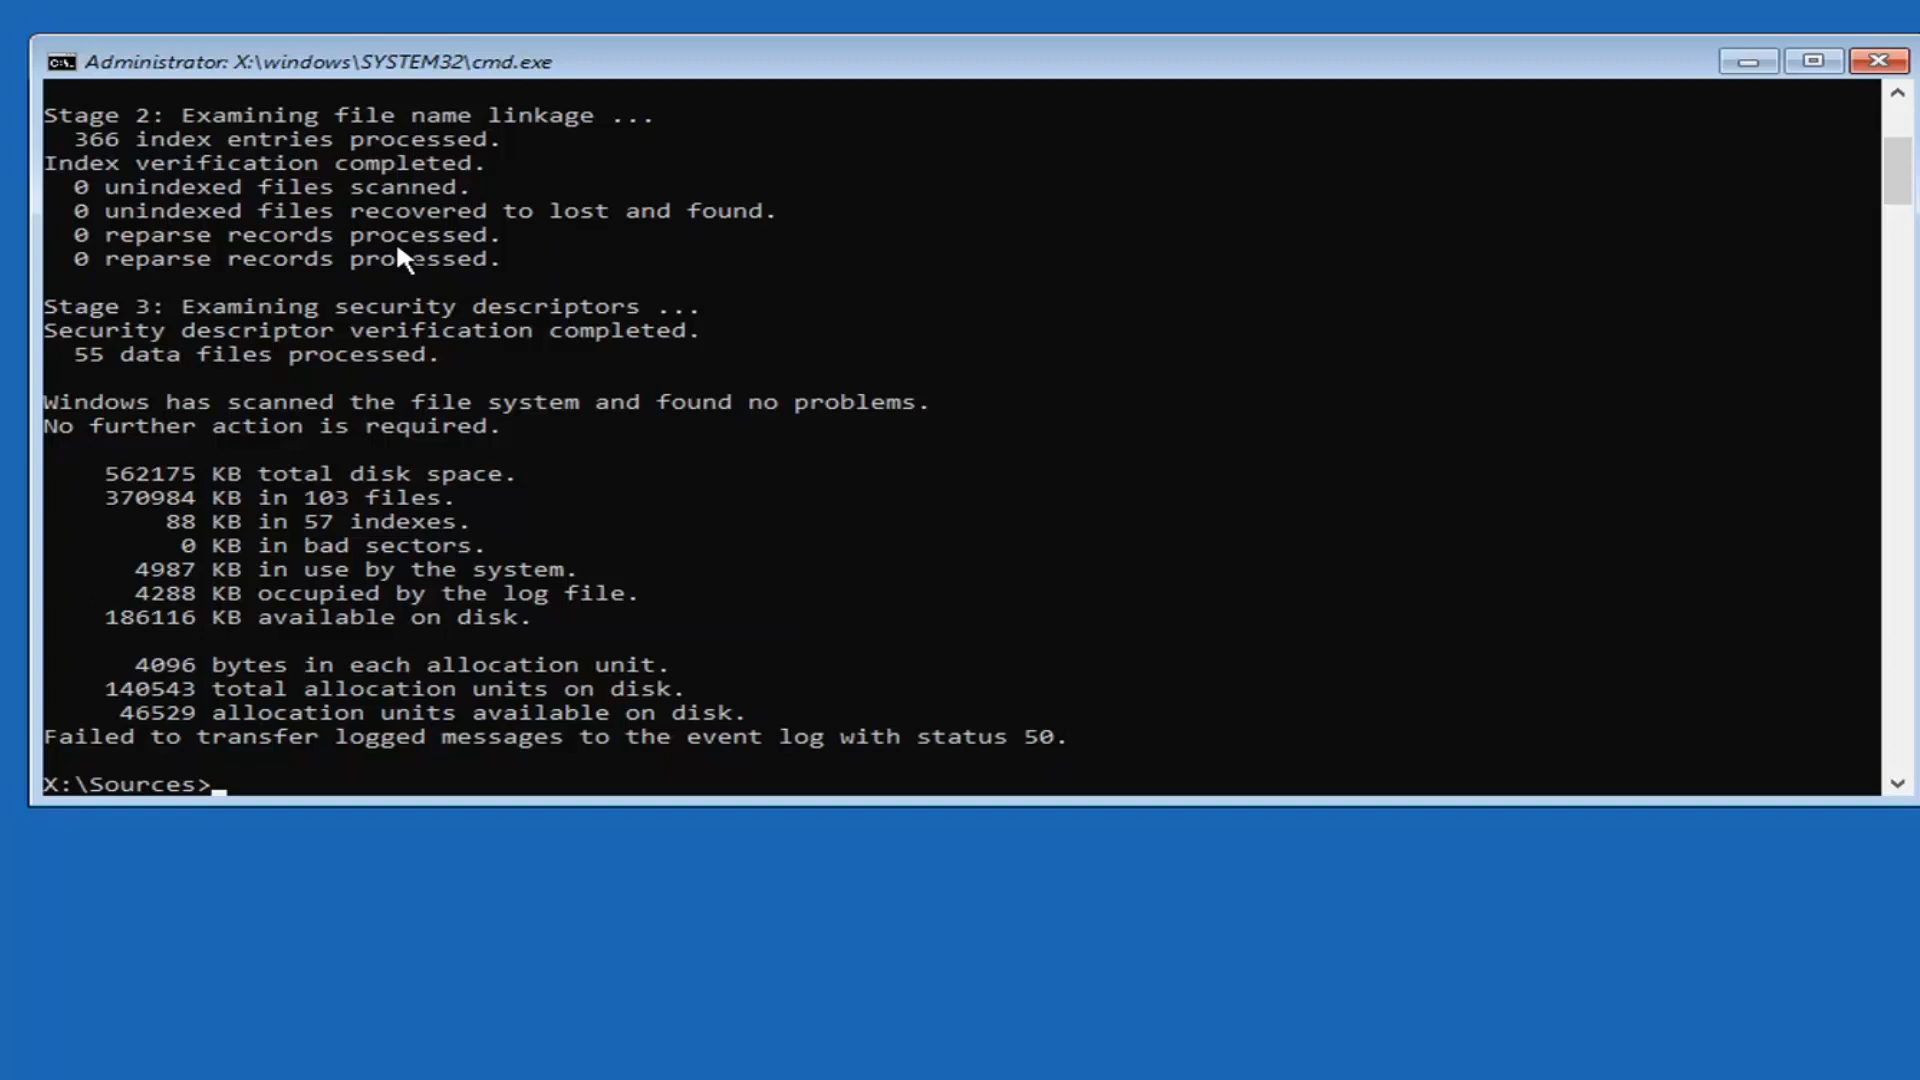 Administrator: X:\windows\SYSTEM32\cmd.exe
Stage 2: Examining file name linkage ...
366 index entries processed.
Index verification completed.
0 unindexed files scanned.
0 unindexed files recovered to lost and found.
0 reparse records processed.
0 reparse records processed.
Stage 3: Examining security descriptors ...
Security descriptor verification completed.
55 data files processed.
Windows has scanned the file system and found no problems.
No further action is required.
562175 KB total disk space.
370984 KB in 103 files.
88 KB in 57 indexes.
0 KB in bad sectors.
4987 KB in use by the system.
4288 KB occupied by the log file.
186116 KB available on disk.
4096 bytes in each allocation unit.
140543 total allocation units on disk.
46529 allocation units available on disk.
Failed to transfer logged messages to the event log with status 50.
X:\Sources>